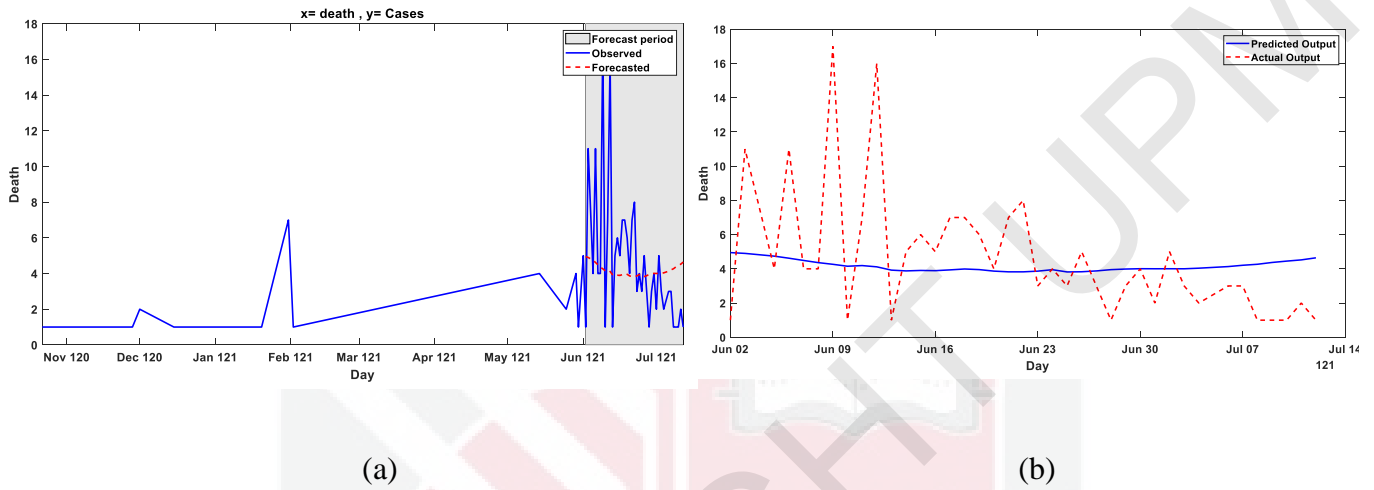 x= death , y= Cases
18
16
14
12
10
8
6
4
2
0
Death
Forecast period
Observed
Forecasted
Nov '120
Dec '120
Jan '121
Feb '121
Mar '121
Apr '121
May '121
Jun '121
Jul '121
Day
(a)
18
16
14
12
10
8
6
4
2
0
Death
Predicted Output
Actual Output
Jun 02
Jun 09
Jun 16
Jun 23
Jun 30
Jul 07
Jul 14
Day
121
(b)
HT UPM